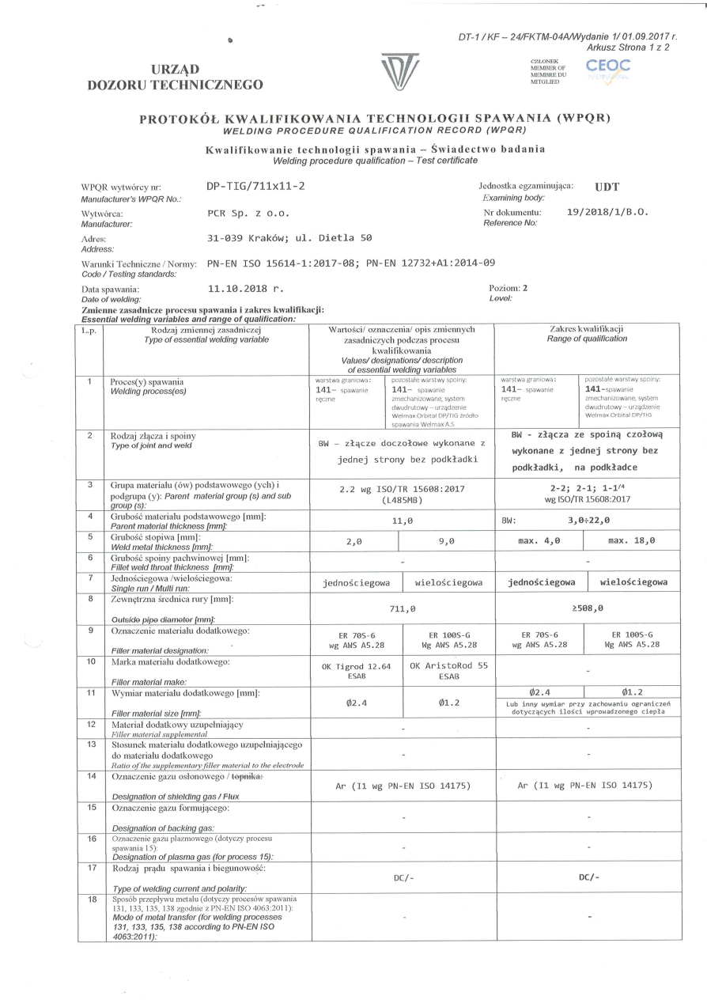 DT-1 / KF – 24/FKTM-04A/Wydanie 1/ 01.09.2017 r.
Arkusz Strona 1 z 2
URZĄD
DOZORU TECHNICZNEGO
CZŁONEK
MEMBER OF
MEMBRE DU
MITGLIED
CEOC
PROTOKÓŁ KWALIFIKOWANIA TECHNOLOGII SPAWANIA (WPQR)
WELDING PROCEDURE QUALIFICATION RECORD (WPQR)
Kwalifikowanie technologii spawania – Świadectwo badania
Welding procedure qualification – Test certificate
WPQR wytwórcy nr: DP-TIG/711x11-2 Jednostka egzaminująca: UDT
Manufacturer's WPQR No.: Examining body:
Wytwórca: PCR Sp. z o.o. Nr dokumentu: 19/2018/1/B.O.
Manufacturer: Reference No:
Adres: 31-039 Kraków; ul. Dietla 50
Address:
Warunki Techniczne / Normy: PN-EN ISO 15614-1:2017-08; PN-EN 12732+A1:2014-09
Code / Testing standards:
Data spawania: 11.10.2018 r. Poziom: 2
Date of welding: Level:
Zmienne zasadnicze procesu spawania i zakres kwalifikacji:
Essential welding variables and range of qualification:
L.p.
Rodzaj zmiennej zasadniczej
Type of essential welding variable
Wartości/ oznaczenia/ opis zmiennych
zasadniczych podczas procesu
kwalifikowania
Values/ designations/ description
of essential welding variables
Zakres kwalifikacji
Range of qualification
1
Proces(y) spawania
Welding process(es)
warstwa graniowa:
141– spawanie
ręczne
pozostałe warstwy spoiny:
141– spawanie
zmechanizowane, system
dwudrutowy – urządzenie
Welmax Orbital DP/TIG źródło
spawania Welmax A.S
warstwa graniowa:
141– spawanie
ręczne
pozostałe warstwy spoiny:
141-spawanie
zmechanizowane, system
dwudrutowy – urządzenie
Welmax Orbital DP/TIG
2
Rodzaj złącza i spoiny
Type of joint and weld
BW – złącze doczołowe wykonane z
jednej strony bez podkładki
BW - złącza ze spoiną czołową
wykonane z jednej strony bez
podkładki, na podkładce
3
Grupa materiału (ów) podstawowego (ych) i
podgrupa (y): Parent material group (s) and sub
group (s):
2.2 wg ISO/TR 15608:2017
(L485MB)
2-2; 2-1; 1-1/4
wg ISO/TR 15608:2017
4
Grubość materiału podstawowego [mm]:
Parent material thickness [mm]:
11,0
BW: 3,0÷22,0
5
Grubość stopiwa [mm]:
Weld metal thickness [mm]:
2,0
9,0
max. 4,0
max. 18,0
6
Grubość spoiny pachwinowej [mm]:
Fillet weld throat thickness [mm]:
-
-
7
Jednościegowa /wielościegowa:
Single run / Multi run:
jednościegowa
wielościegowa
jednościegowa
wielościegowa
8
Zewnętrzna średnica rury [mm]:
Outside pipe diameter [mm]:
711,0
≥508,0
9
Oznaczenie materiału dodatkowego:
Filler material designation:
ER 70S-6
wg AWS A5.28
ER 100S-G
Wg AWS A5.28
ER 70S-6
wg AWS A5.28
ER 100S-G
Wg AWS A5.28
10
Marka materiału dodatkowego:
Filler material make:
OK Tigrod 12.64
ESAB
OK AristoRod 55
ESAB
-
11
Wymiar materiału dodatkowego [mm]:
Filler material size [mm]:
Ø2.4
Ø1.2
Ø2.4
Ø1.2
Lub inny wymiar przy zachowaniu ograniczeń
dotyczących ilości wprowadzonego ciepła
12
Materiał dodatkowy uzupełniający
Filler material supplemental
-
-
13
Stosunek materiału dodatkowego uzupełniającego
do materiału dodatkowego
Ratio of the supplementary filler material to the electrode
-
-
14
Oznaczenie gazu osłonowego / topnika:
Designation of shielding gas / Flux
Ar (I1 wg PN-EN ISO 14175)
Ar (I1 wg PN-EN ISO 14175)
15
Oznaczenie gazu formującego:
Designation of backing gas:
-
-
16
Oznaczenie gazu plazmowego (dotyczy procesu
spawania 15):
Designation of plasma gas (for process 15):
-
-
17
Rodzaj prądu spawania i biegunowość:
Type of welding current and polarity:
DC/-
DC/-
18
Sposób przepływu metalu (dotyczy procesów spawania
131, 133, 135, 138 zgodnie z PN-EN ISO 4063:2011):
Mode of metal transfer (for welding processes
131, 133, 135, 138 according to PN-EN ISO
4063:2011):
-
-